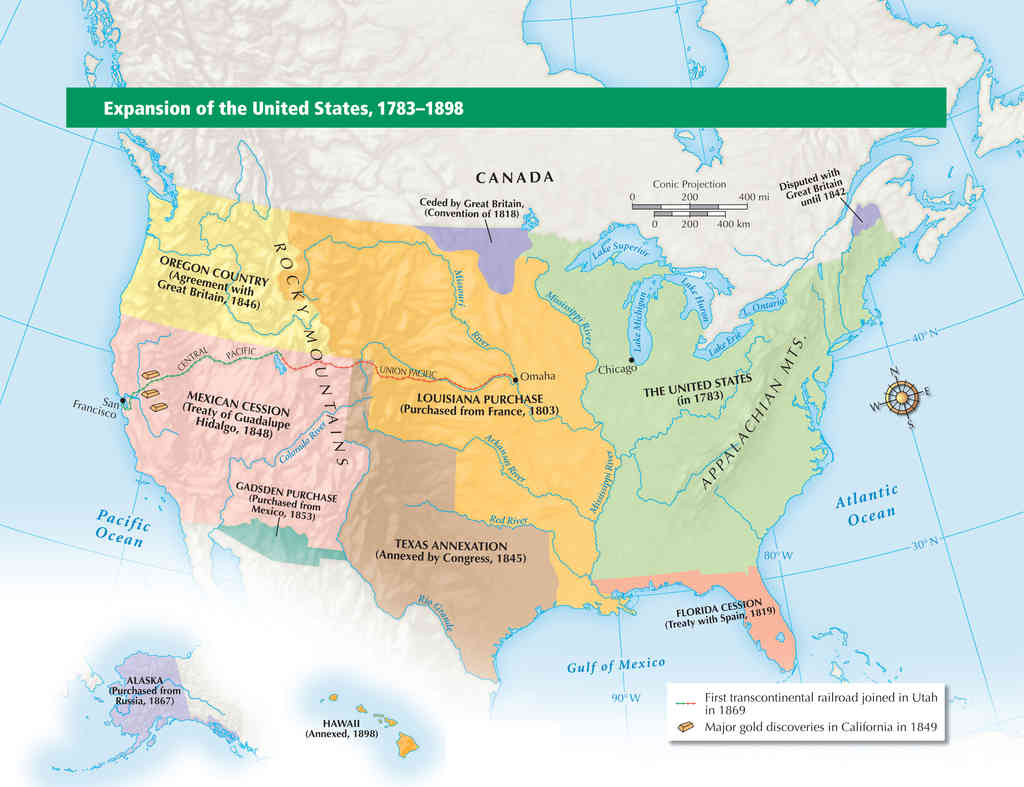 Expansion of the United States, 1783–1898
CANADA
Conic Projection
0 200 400 mi
0 200 400 km
Disputed with
Great Britain
until 1842
Ceded by Great Britain,
(Convention of 1818)
Lake Superior
Lake Michigan
Lake Huron
L. Ontario
Lake Erie
OREGON COUNTRY
(Agreement with
Great Britain, 1846)
ROCKY MOUNTAINS
Missouri
River
Mississippi River
40° N
N
E
S
W
CENTRAL PACIFIC
UNION PACIFIC
Omaha
Chicago
San
Francisco
MEXICAN CESSION
(Treaty of Guadalupe
Hidalgo, 1848)
LOUISIANA PURCHASE
(Purchased from France, 1803)
THE UNITED STATES
(in 1783)
APPALACHIAN MTS.
Colorado River
Arkansas River
Mississippi River
GADSDEN PURCHASE
(Purchased from
Mexico, 1853)
Red River
Pacific
Ocean
Atlantic
Ocean
TEXAS ANNEXATION
(Annexed by Congress, 1845)
80° W
30° N
Rio Grande
FLORIDA CESSION
(Treaty with Spain, 1819)
Gulf of Mexico
90° W
ALASKA
(Purchased from
Russia, 1867)
HAWAII
(Annexed, 1898)
First transcontinental railroad joined in Utah
in 1869
Major gold discoveries in California in 1849